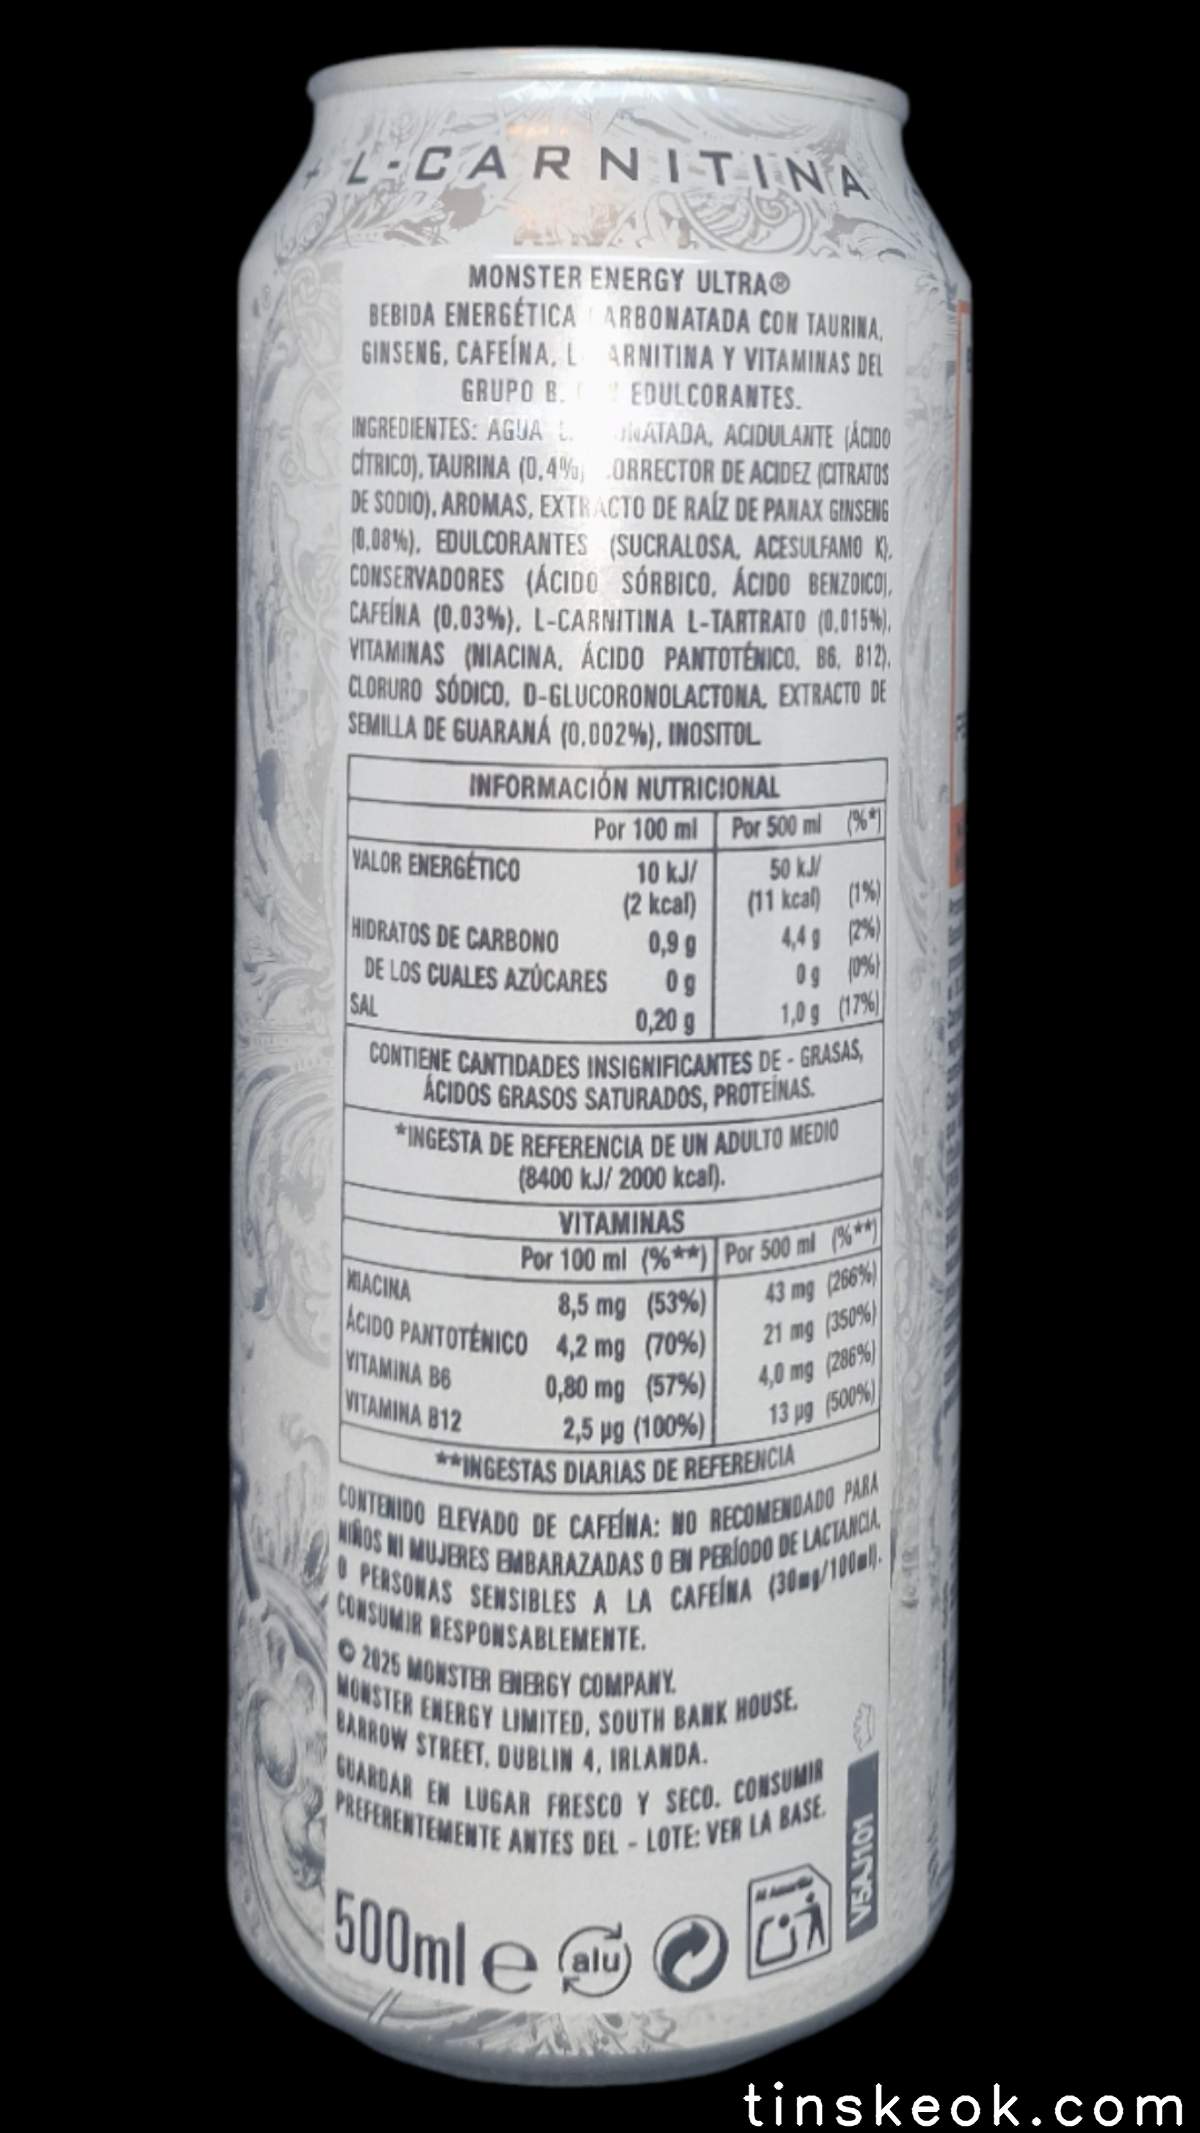 L-CARNITINA
MONSTER ENERGY ULTRA®
BEBIDA ENERGÉTICA ARBONATADA CON TAURINA,
GINSENG, CAFEÍNA, L ARNITINA Y VITAMINAS DEL
GRUPO B. EDULCORANTES.
INGREDIENTES: AGUA NATADA, ACIDULANTE (ÁCIDO
CÍTRICO), TAURINA (0,4%) ORRECTOR DE ACIDEZ (CITRATOS
DE SODIO), AROMAS, EXTRACTO DE RAÍZ DE PANAX GINSENG
(0,08%), EDULCORANTES (SUCRALOSA, ACESULFAMO K),
CONSERVADORES (ÁCIDO SÓRBICO, ÁCIDO BENZOICO),
CAFEÍNA (0,03%), L-CARNITINA L-TARTRATO (0,015%),
VITAMINAS (NIACINA, ÁCIDO PANTOTÉNICO, B6, B12),
CLORURO SÓDICO, D-GLUCORONOLACTONA, EXTRACTO DE
SEMILLA DE GUARANÁ (0,002%), INOSITOL
INFORMACIÓN NUTRICIONAL
Por 100 ml Por 500 ml (%*)
VALOR ENERGÉTICO 10 kJ/ 50 kJ/
(2 kcal) (11 kcal) (1%)
HIDRATOS DE CARBONO 0,9 g 4,4 g (2%)
DE LOS CUALES AZÚCARES 0 g 0 g (0%)
SAL 0,20 g 1,0 g (17%)
CONTIENE CANTIDADES INSIGNIFICANTES DE - GRASAS,
ÁCIDOS GRASOS SATURADOS, PROTEÍNAS.
*INGESTA DE REFERENCIA DE UN ADULTO MEDIO
(8400 kJ/ 2000 kcal).
VITAMINAS
Por 100 ml (%**) Por 500 ml (%**)
NIACINA 8,5 mg (53%) 43 mg (266%)
ÁCIDO PANTOTÉNICO 4,2 mg (70%) 21 mg (350%)
VITAMINA B6 0,80 mg (57%) 4,0 mg (286%)
VITAMINA B12 2,5 µg (100%) 13 µg (500%)
**INGESTAS DIARIAS DE REFERENCIA
CONTENIDO ELEVADO DE CAFEÍNA: NO RECOMENDADO PARA
NIÑOS NI MUJERES EMBARAZADAS O EN PERÍODO DE LACTANCIA,
O PERSONAS SENSIBLES A LA CAFEÍNA (30mg/100ml).
CONSUMIR RESPONSABLEMENTE.
© 2025 MONSTER ENERGY COMPANY.
MONSTER ENERGY LIMITED, SOUTH BANK HOUSE,
BARROW STREET, DUBLIN 4, IRLANDA.
GUARDAR EN LUGAR FRESCO Y SECO. CONSUMIR
PREFERENTEMENTE ANTES DEL - LOTE: VER LA BASE.
500ml e alu
Al Amarillo
V5AJ101
tinskeok.com